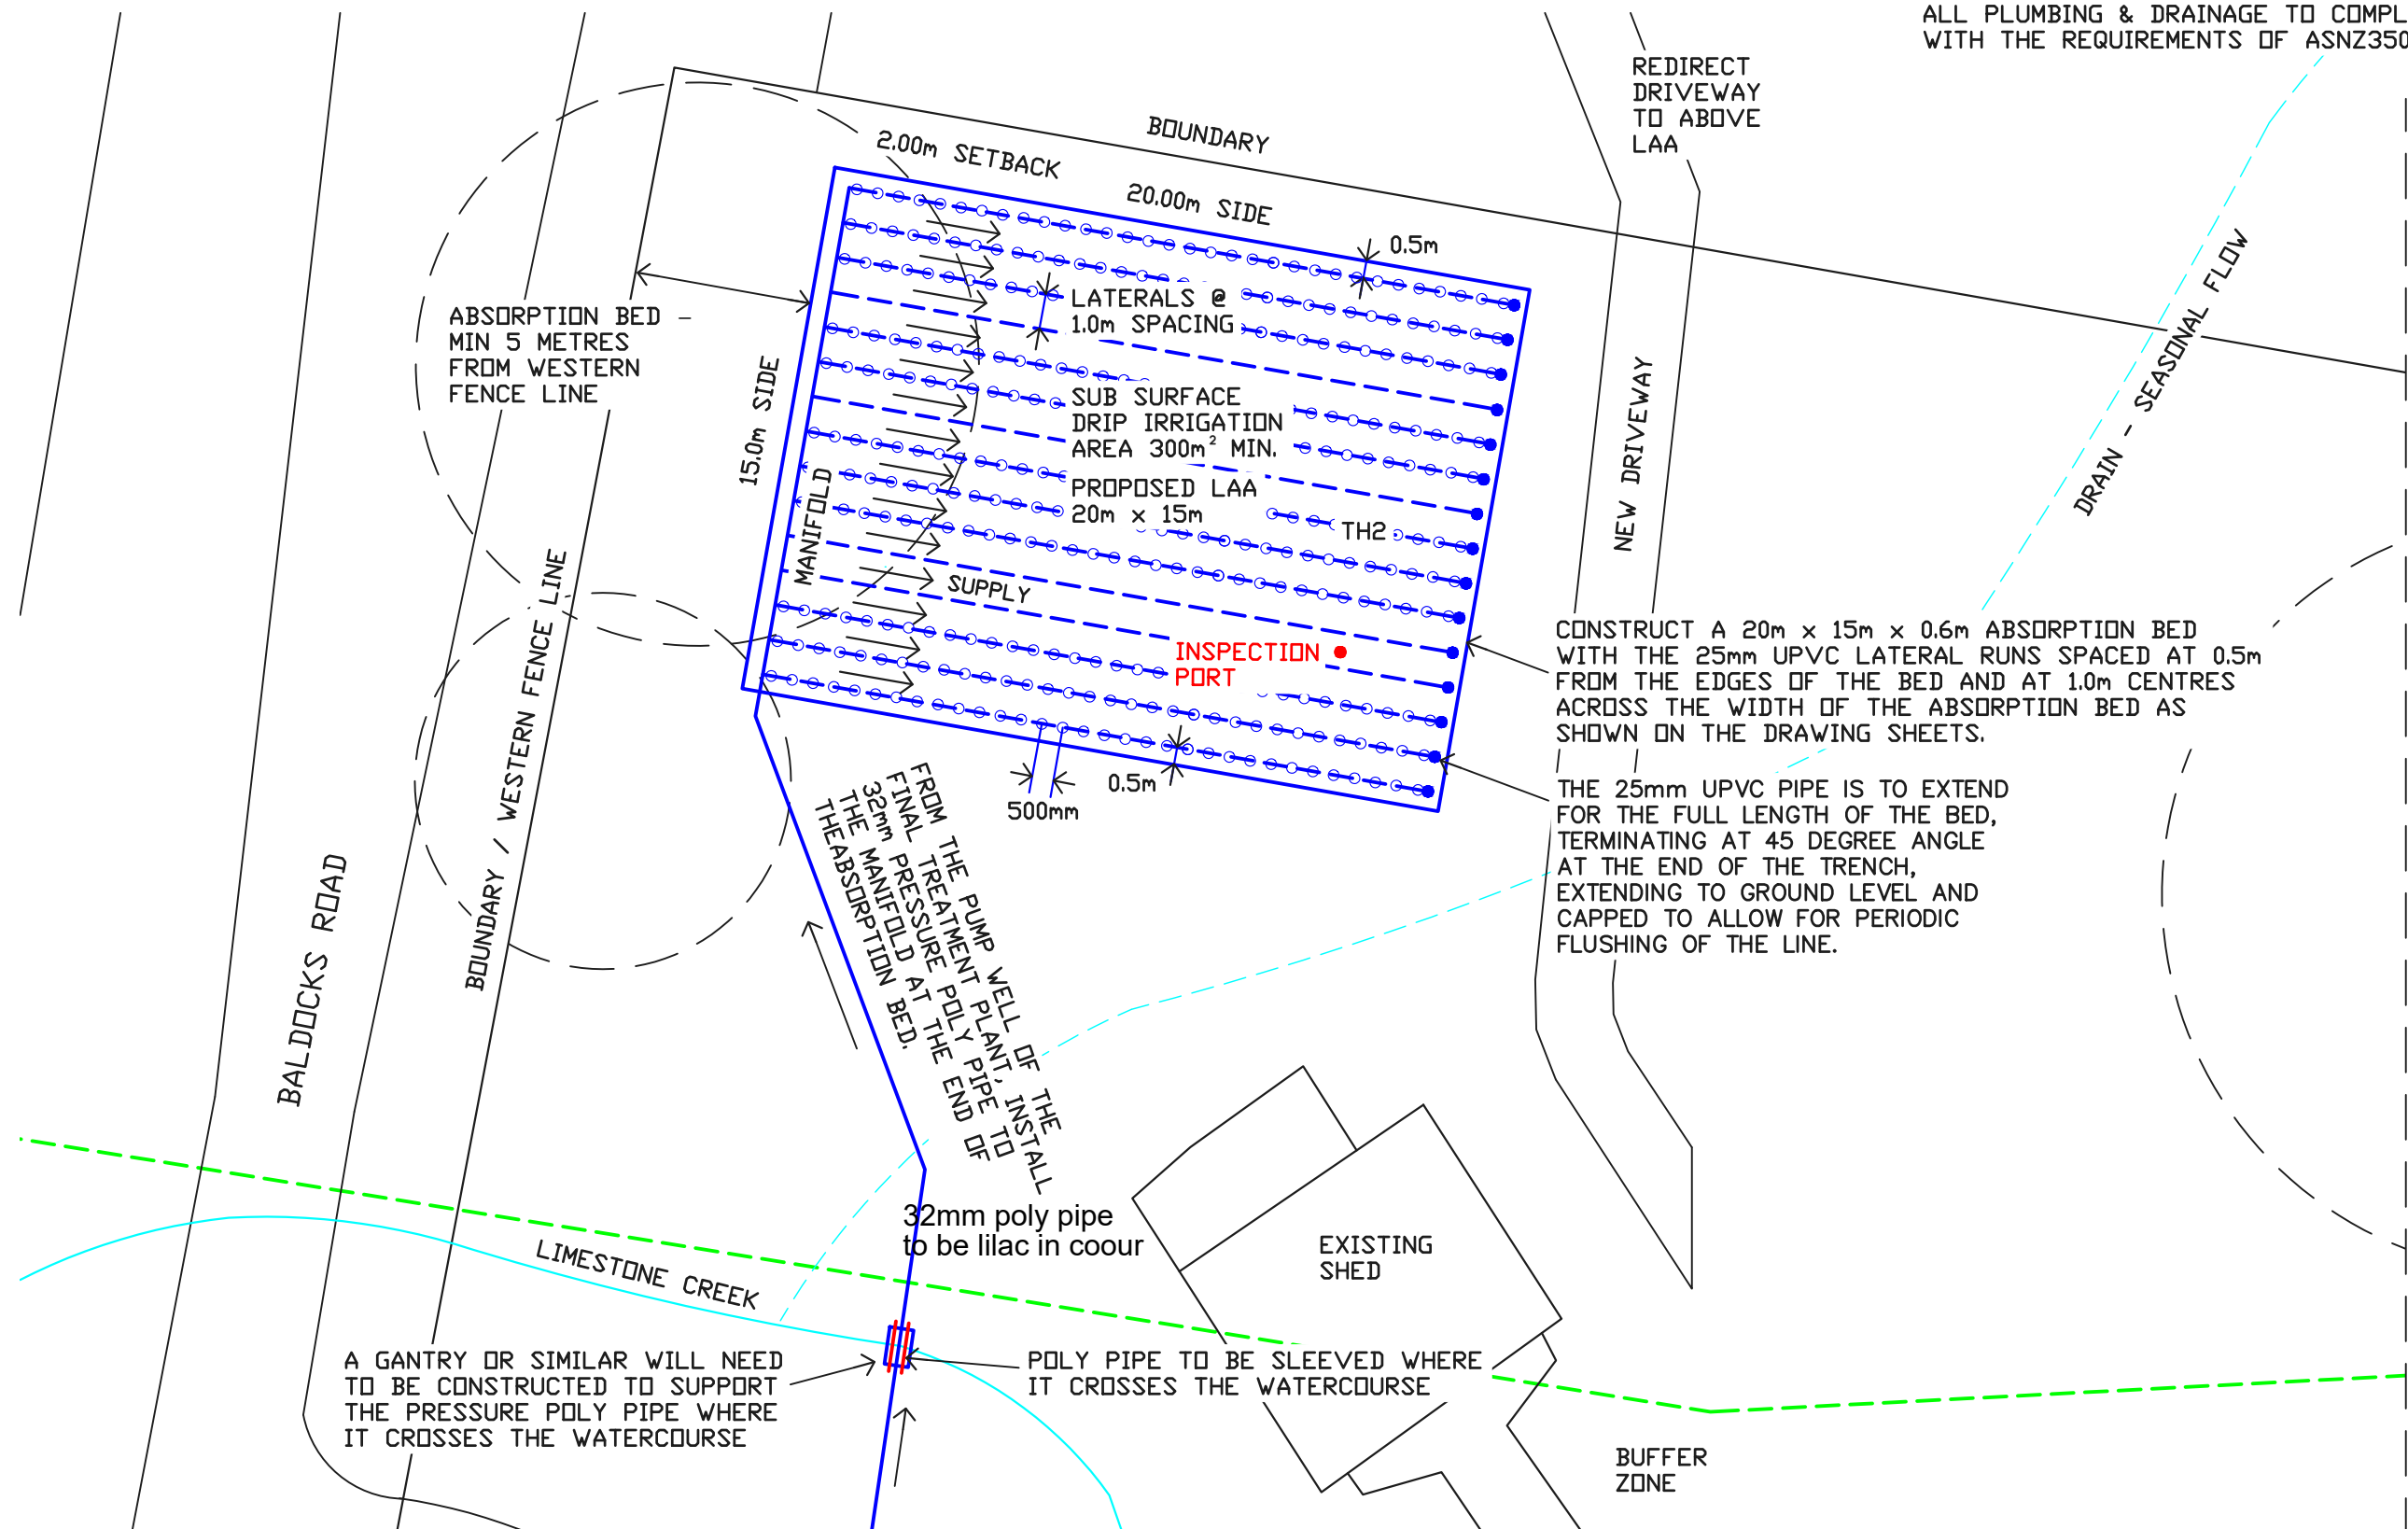 ALL PLUMBING & DRAINAGE TO COMPL
WITH THE REQUIREMENTS OF ASNZ350
REDIRECT
DRIVEWAY
TO ABOVE
LAA
BOUNDARY
2.00m SETBACK
20.00m SIDE
0.5m
ABSORPTION BED -
MIN 5 METRES
FROM WESTERN
FENCE LINE
LATERALS @
1.0m SPACING
15.0m SIDE
SUB SURFACE
DRIP IRRIGATION
AREA 300m² MIN.
PROPOSED LAA
20m x 15m
TH2
MANIFOLD
SUPPLY
INSPECTION
PORT
NEW DRIVEWAY
DRAIN - SEASONAL FLOW
BOUNDARY / WESTERN FENCE LINE
BALDOCKS ROAD
CONSTRUCT A 20m x 15m x 0.6m ABSORPTION BED
WITH THE 25mm UPVC LATERAL RUNS SPACED AT 0.5m
FROM THE EDGES OF THE BED AND AT 1.0m CENTRES
ACROSS THE WIDTH OF THE ABSORPTION BED AS
SHOWN ON THE DRAWING SHEETS.
THE 25mm UPVC PIPE IS TO EXTEND
FOR THE FULL LENGTH OF THE BED,
TERMINATING AT 45 DEGREE ANGLE
AT THE END OF THE TRENCH,
EXTENDING TO GROUND LEVEL AND
CAPPED TO ALLOW FOR PERIODIC
FLUSHING OF THE LINE.
0.5m
500mm
FROM THE PUMP WELL OF THE
FINAL TREATMENT PLANT, INSTALL
32mm PRESSURE POLY PIPE TO
THE MANIFOLD AT THE END OF
THEABSORPTION BED.
32mm poly pipe
to be lilac in coour
LIMESTONE CREEK
EXISTING
SHED
A GANTRY OR SIMILAR WILL NEED
TO BE CONSTRUCTED TO SUPPORT
THE PRESSURE POLY PIPE WHERE
IT CROSSES THE WATERCOURSE
POLY PIPE TO BE SLEEVED WHERE
IT CROSSES THE WATERCOURSE
BUFFER
ZONE